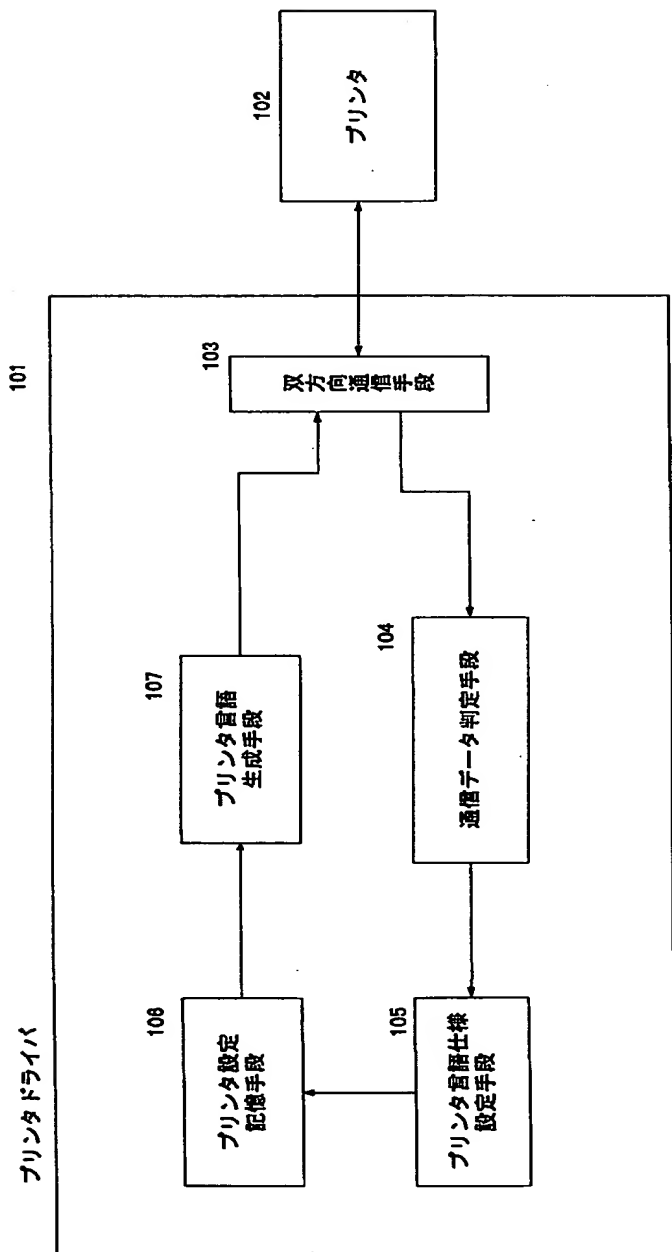 プリンタドライバ
101
106
プリンタ設定
記憶手段
107
プリンタ言語
生成手段
103
双方向通信手段
102
プリンタ
105
プリンタ言語仕様
設定手段
104
通信データ判定手段